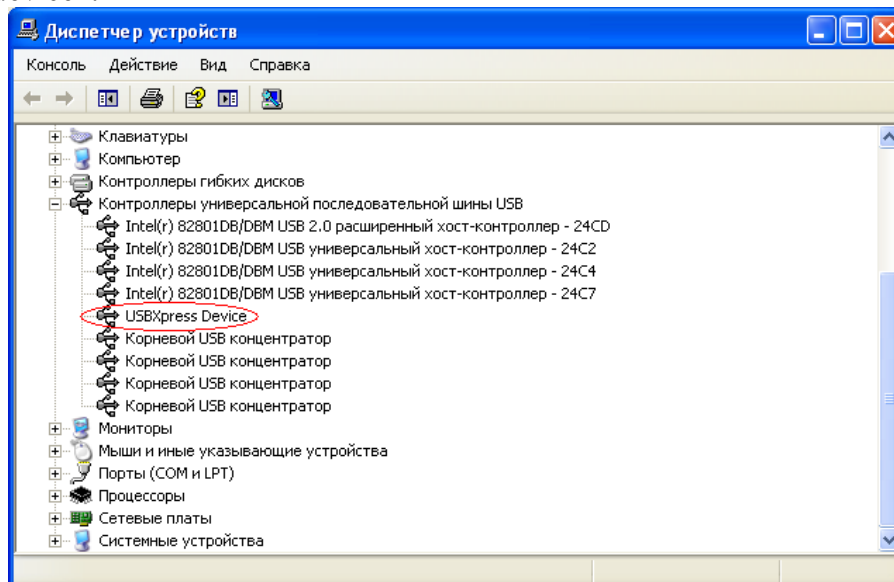 Диспетчер устройств
Консоль Действие Вид Справка
Клавиатуры
Компьютер
Контроллеры гибких дисков
Контроллеры универсальной последовательной шины USB
Intel(r) 82801DB/DBM USB 2.0 расширенный хост-контроллер - 24CD
Intel(r) 82801DB/DBM USB универсальный хост-контроллер - 24C2
Intel(r) 82801DB/DBM USB универсальный хост-контроллер - 24C4
Intel(r) 82801DB/DBM USB универсальный хост-контроллер - 24C7
USBXpress Device
Корневой USB концентратор
Корневой USB концентратор
Корневой USB концентратор
Корневой USB концентратор
Мониторы
Мыши и иные указывающие устройства
Порты (COM и LPT)
Процессоры
Сетевые платы
Системные устройства